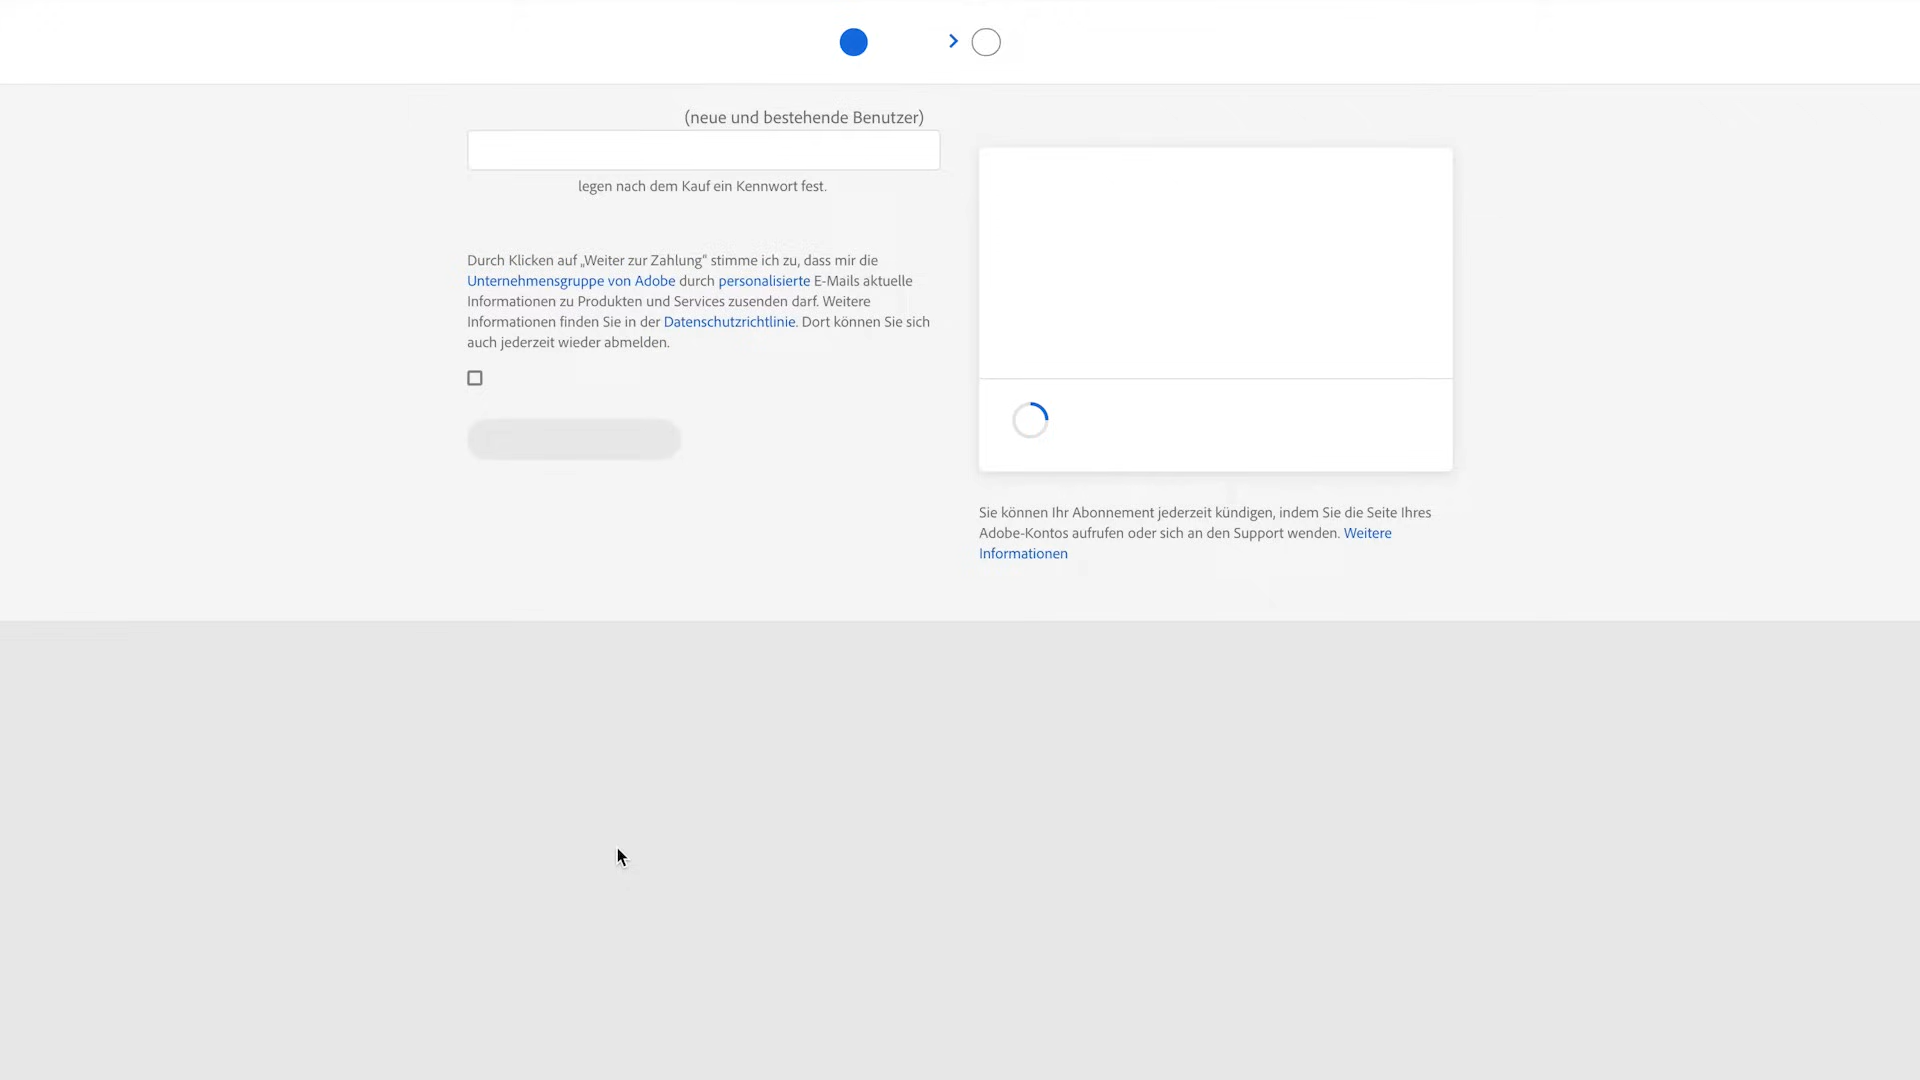 (neue und bestehende Benutzer)
legen nach dem Kauf ein Kennwort fest.
Durch Klicken auf „Weiter zur Zahlung“ stimme ich zu, dass mir die
Unternehmensgruppe von Adobe durch personalisierte E-Mails aktuelle
Informationen zu Produkten und Services zusenden darf. Weitere
Informationen finden Sie in der Datenschutzrichtlinie. Dort können Sie sich
auch jederzeit wieder abmelden.
Sie können Ihr Abonnement jederzeit kündigen, indem Sie die Seite Ihres
Adobe-Kontos aufrufen oder sich an den Support wenden. Weitere
Informationen